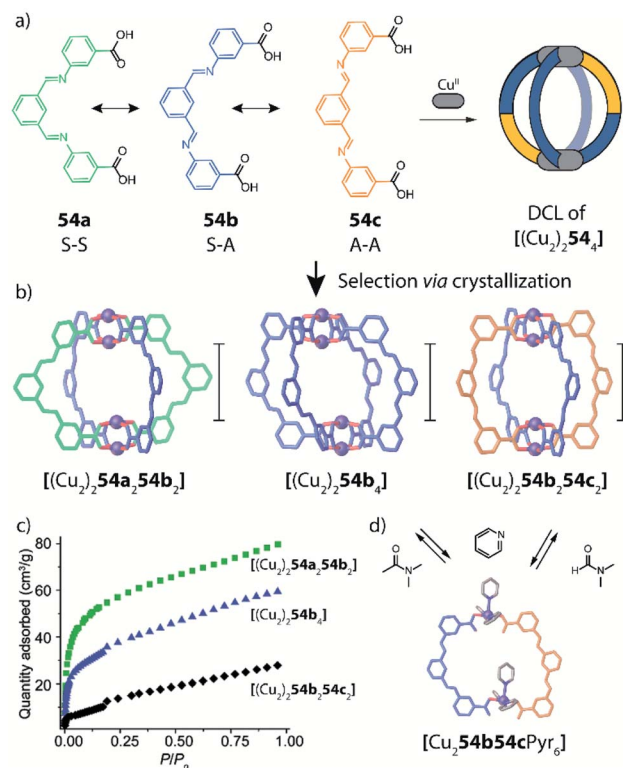 a)
O
OH
N
N
O
OH
54a
S-S
O
OH
N
N
O
OH
54b
S-A
O
OH
N
N
O
OH
54c
A-A
Cu^II
DCL of
[(Cu₂)₂54₄]
Selection via crystallization
b)
[(Cu₂)₂54a₂54b₂]
[(Cu₂)₂54b₄]
[(Cu₂)₂54b₂54c₂]
c)
Quantity adsorbed (cm³/g)
80
60
40
20
0.00 0.25 0.50 0.75 1.00
P/P₀
[(Cu₂)₂54a₂54b₂]
[(Cu₂)₂54b₄]
[(Cu₂)₂54b₂54c₂]
d)
O
N
N
O
H N
[Cu₂54b54cPyr₆]